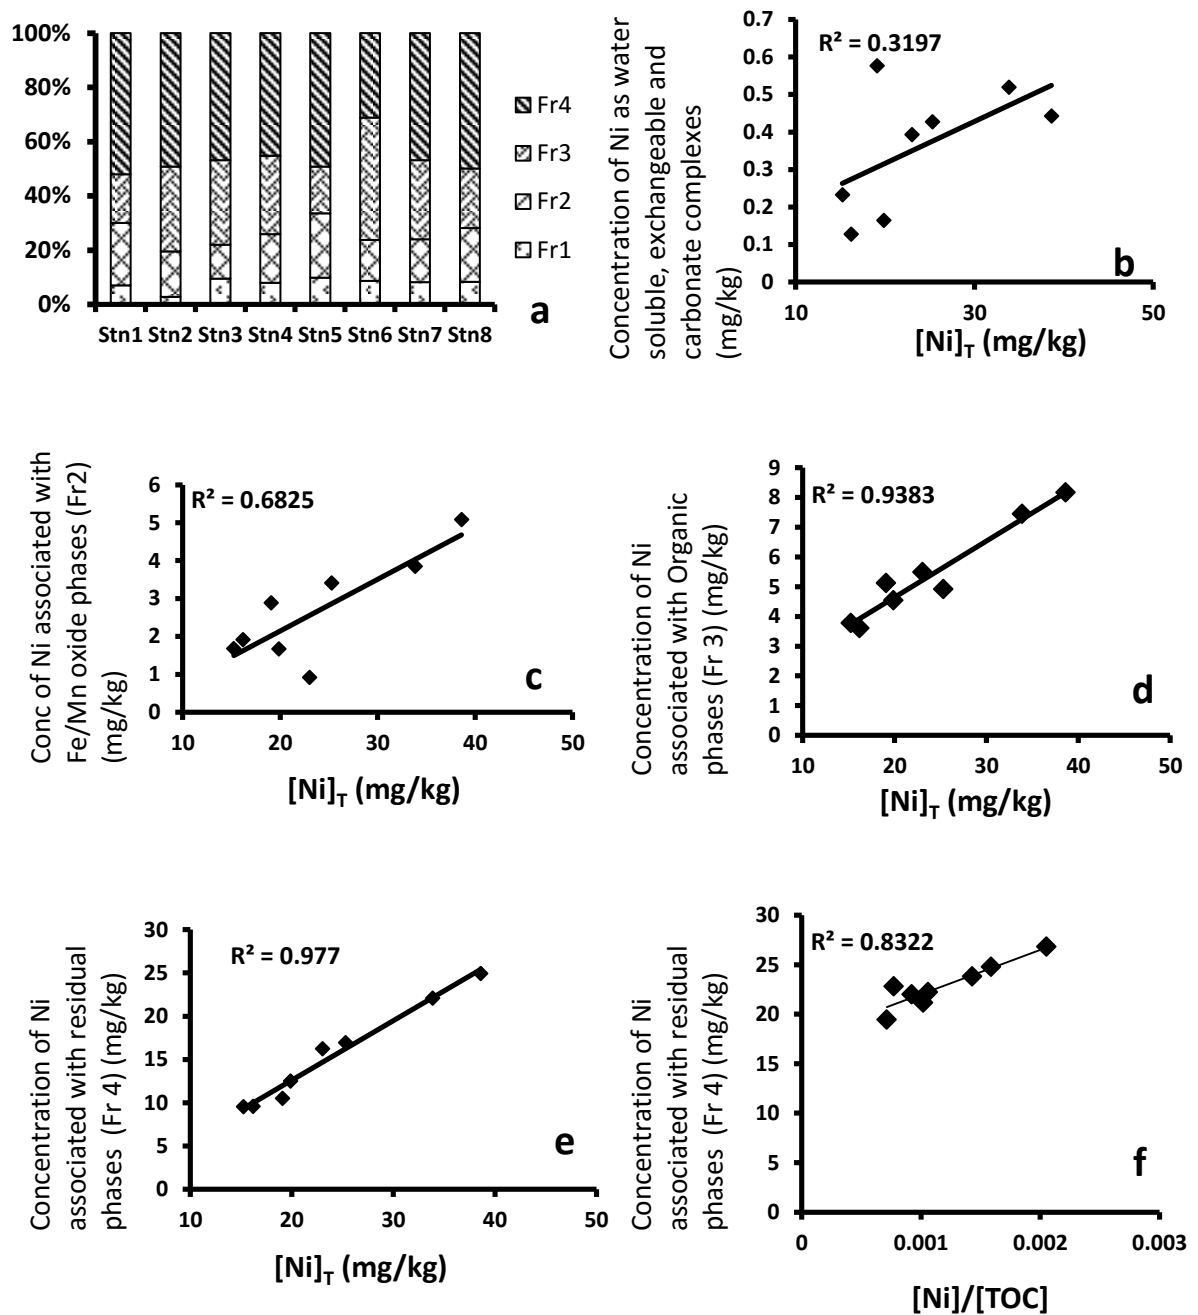 100%
80%
60%
40%
20%
0%
Stn1 Stn2 Stn3 Stn4 Stn5 Stn6 Stn7 Stn8
Fr4
Fr3
Fr2
Fr1
a
Concentration of Ni as water
soluble, exchangeable and
carbonate complexes
(mg/kg)
0.7
0.6
0.5
0.4
0.3
0.2
0.1
0
R² = 0.3197
b
10 30 50
[Ni]T (mg/kg)
Conc of Ni associated with
Fe/Mn oxide phases (Fr2)
(mg/kg)
6
5
4
3
2
1
0
R² = 0.6825
c
10 20 30 40 50
[Ni]T (mg/kg)
Concentration of Ni
associated with Organic
phases (Fr 3) (mg/kg)
9
8
7
6
5
4
3
2
1
0
R² = 0.9383
d
10 20 30 40 50
[Ni]T (mg/kg)
Concentration of Ni
associated with residual
phases (Fr 4) (mg/kg)
30
25
20
15
10
5
0
R² = 0.977
e
10 20 30 40 50
[Ni]T (mg/kg)
Concentration of Ni
associated with residual
phases (Fr 4) (mg/kg)
30
25
20
15
10
5
0
R² = 0.8322
f
0 0.001 0.002 0.003
[Ni]/[TOC]